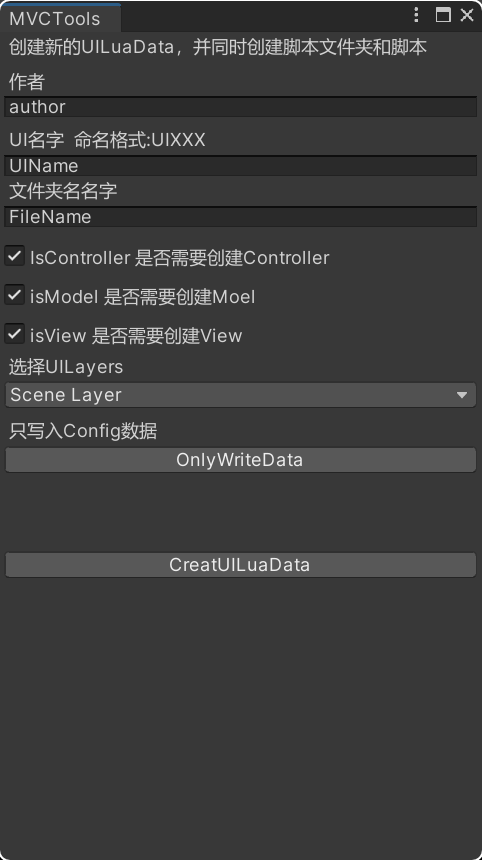 MVCTools
创建新的UILuaData，并同时创建脚本文件夹和脚本
作者
author
UI名字 命名格式:UIXXX
UIName
文件夹名名字
FileName
IsController 是否需要创建Controller
isModel 是否需要创建Moel
isView 是否需要创建View
选择UILayers
Scene Layer
只写入Config数据
OnlyWriteData
CreatUILuaData